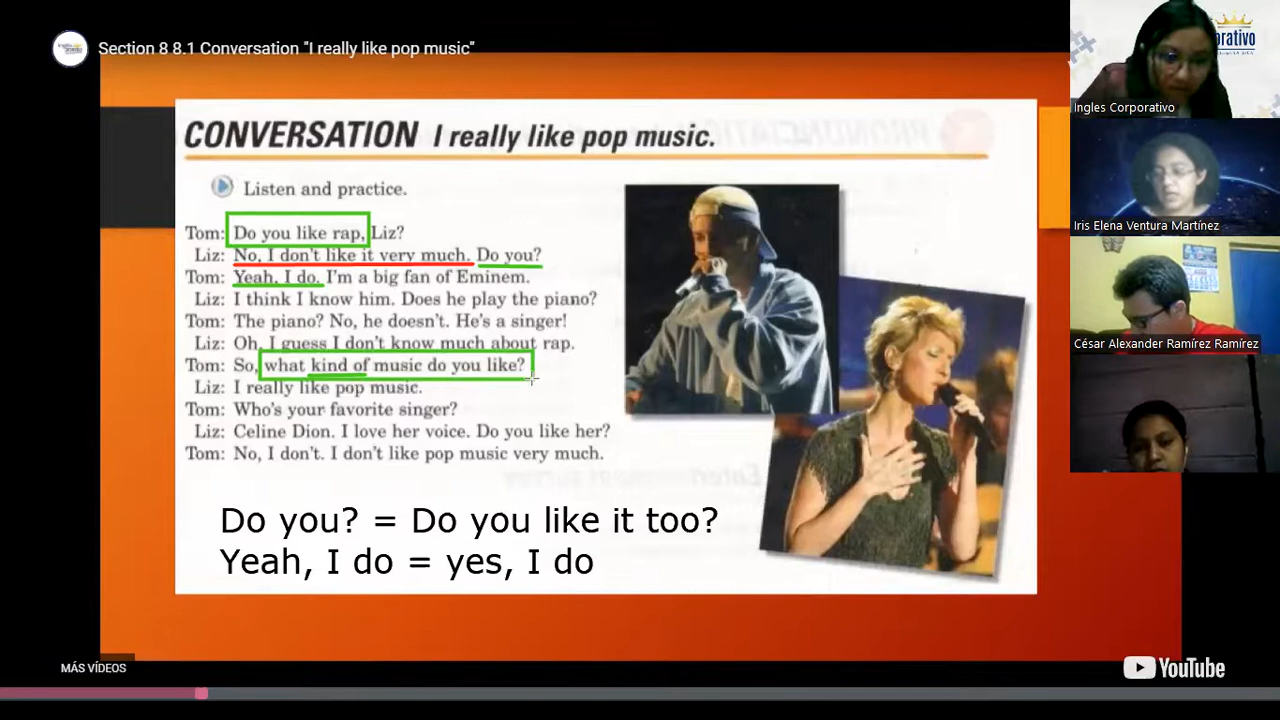 Section 8 8.1 Conversation "I really like pop music"
CONVERSATION I really like pop music.
Listen and practice.
Tom: Do you like rap, Liz?
Liz: No, I don't like it very much. Do you?
Tom: Yeah, I do. I'm a big fan of Eminem.
Liz: I think I know him. Does he play the piano?
Tom: The piano? No, he doesn't. He's a singer!
Liz: Oh, I guess I don't know much about rap.
Tom: So, what kind of music do you like?
Liz: I really like pop music.
Tom: Who's your favorite singer?
Liz: Celine Dion. I love her voice. Do you like her?
Tom: No, I don't. I don't like pop music very much.
Do you? = Do you like it too?
Yeah, I do = yes, I do
MÁS VÍDEOS
YouTube
Ingles Corporativo
Iris Elena Ventura Martínez
César Alexander Ramírez Ramírez